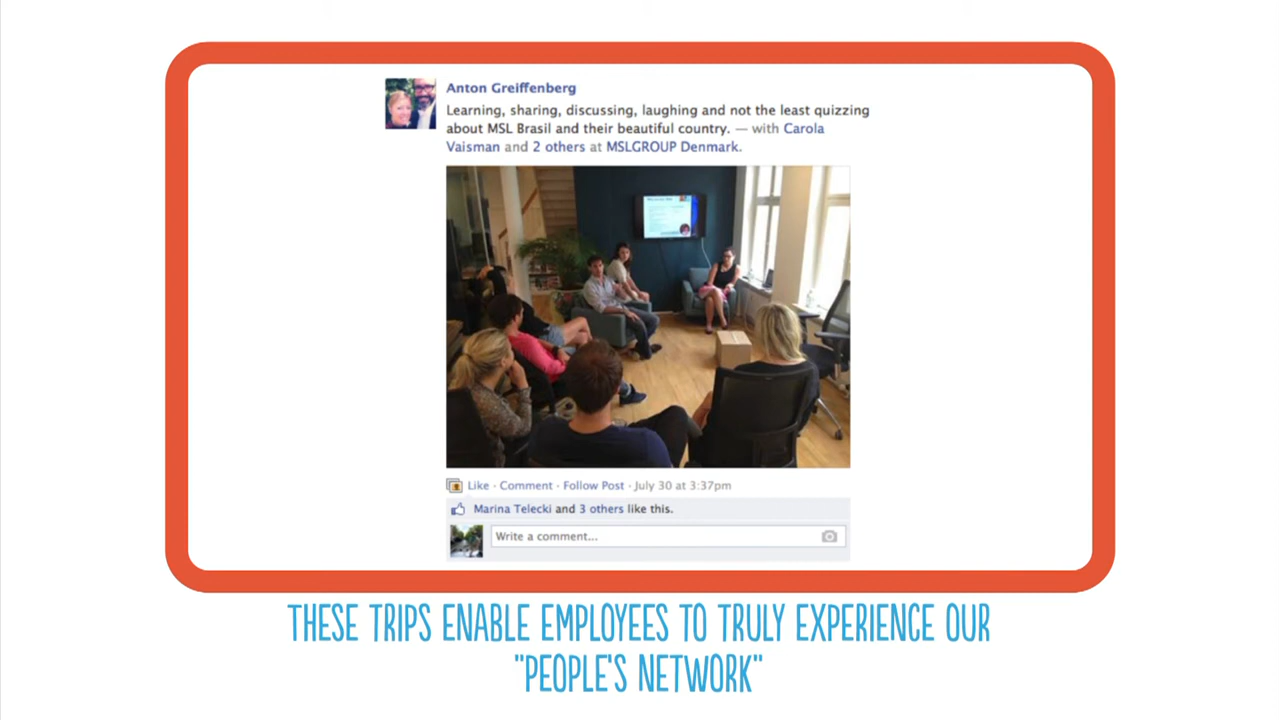 Anton Greiffenberg
Learning, sharing, discussing, laughing and not the least quizzing
about MSL Brasil and their beautiful country. — with Carola
Vaisman and 2 others at MSLGROUP Denmark.
Like · Comment · Follow Post · July 30 at 3:37pm
Marina Telecki and 3 others like this.
Write a comment...
THESE TRIPS ENABLE EMPLOYEES TO TRULY EXPERIENCE OUR
"PEOPLE'S NETWORK"